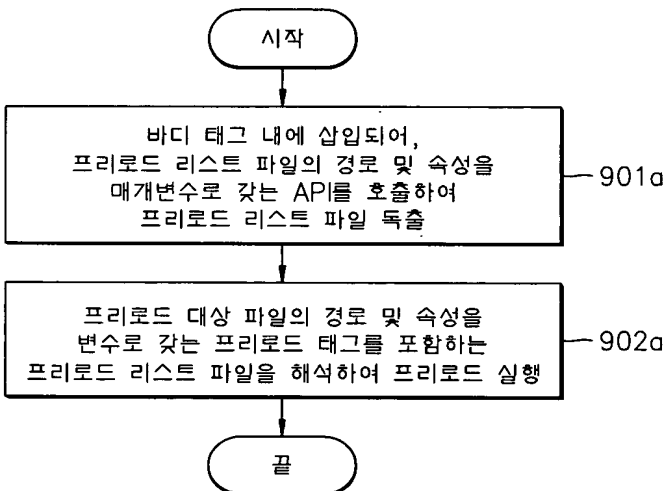 시작
바디 태그 내에 삽입되어,
프리로드 리스트 파일의 경로 및 속성을
매개변수로 갖는 API를 호출하여
프리로드 리스트 파일 독출
901a
프리로드 대상 파일의 경로 및 속성을
변수로 갖는 프리로드 태그를 포함하는
프리로드 리스트 파일을 해석하여 프리로드 실행
902a
끝